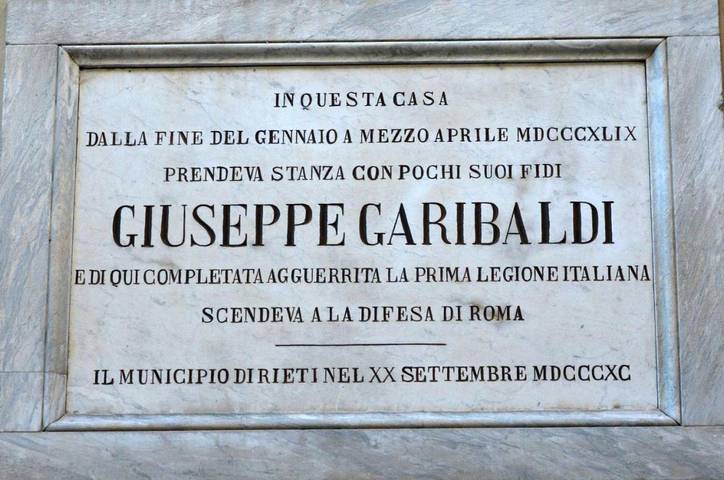 IN QUESTA CASA
DALLA FINE DEL GENNAIO A MEZZO APRILE MDCCCXLIX
PRENDEVA STANZA CON POCHI SUOI FIDI
GIUSEPPE GARIBALDI
E DI QUI COMPLETATA AGGUERRITA LA PRIMA LEGIONE ITALIANA
SCENDEVA A LA DIFESA DI ROMA
IL MUNICIPIO DI RIETI NEL XX SETTEMBRE MDCCCXC